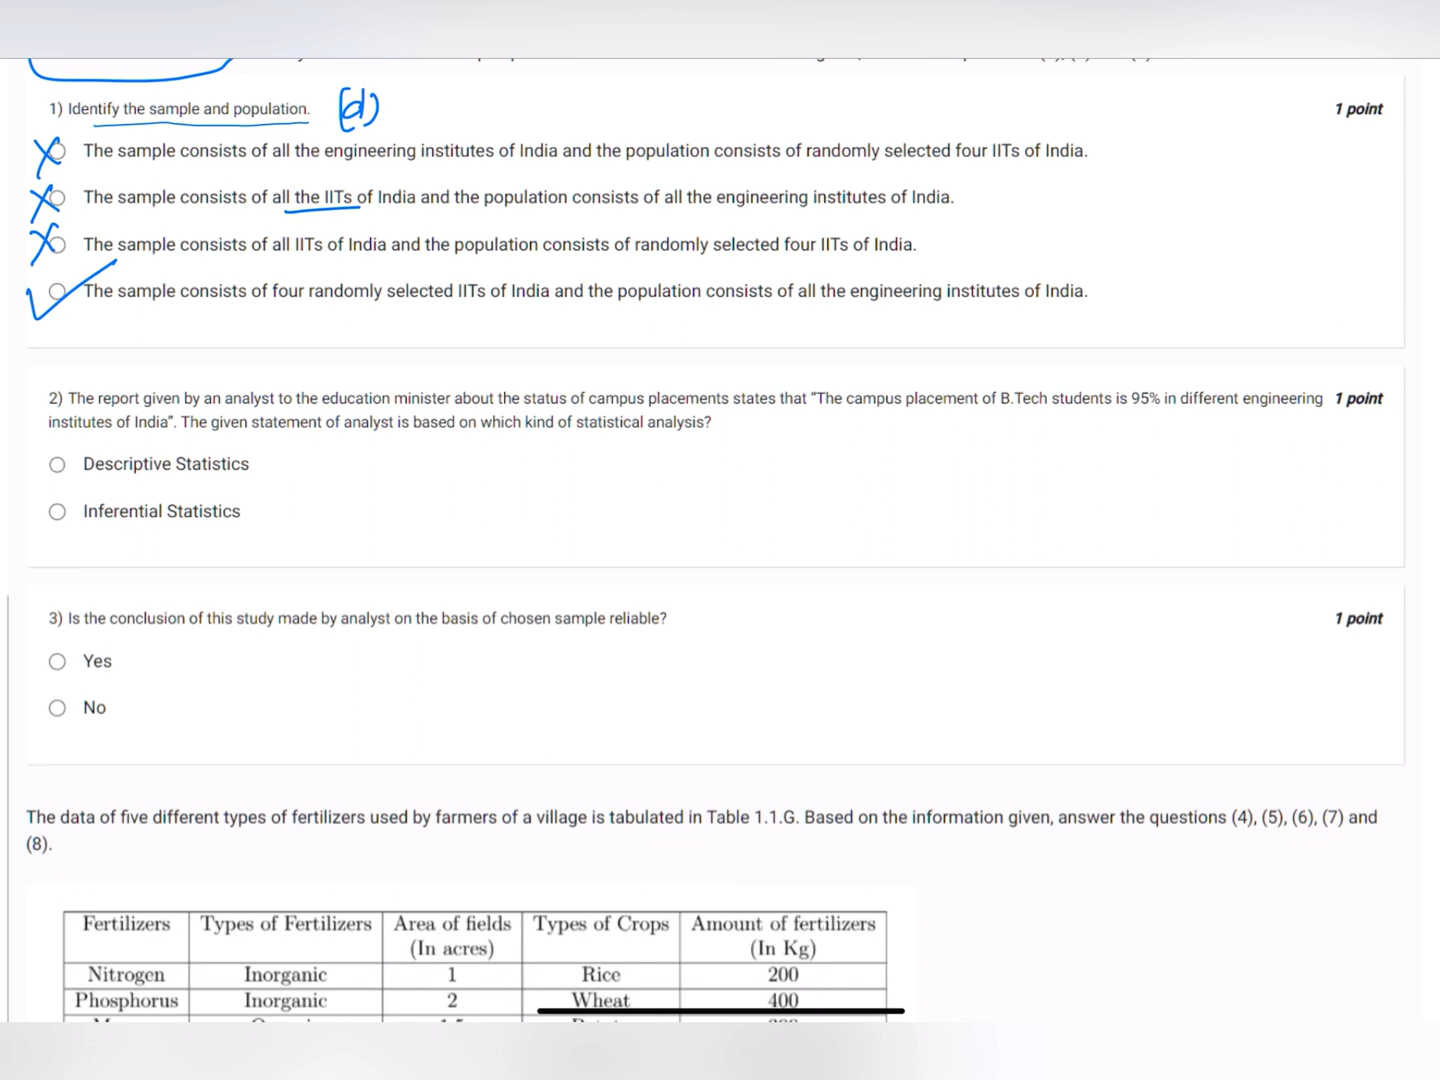 1) Identify the sample and population. (d)
1 point
The sample consists of all the engineering institutes of India and the population consists of randomly selected four IITs of India.
The sample consists of all the IITs of India and the population consists of all the engineering institutes of India.
The sample consists of all IITs of India and the population consists of randomly selected four IITs of India.
The sample consists of four randomly selected IITs of India and the population consists of all the engineering institutes of India.
2) The report given by an analyst to the education minister about the status of campus placements states that "The campus placement of B.Tech students is 95% in different engineering 1 point
institutes of India". The given statement of analyst is based on which kind of statistical analysis?
Descriptive Statistics
Inferential Statistics
3) Is the conclusion of this study made by analyst on the basis of chosen sample reliable? 1 point
Yes
No
The data of five different types of fertilizers used by farmers of a village is tabulated in Table 1.1.G. Based on the information given, answer the questions (4), (5), (6), (7) and
(8).
Fertilizers Types of Fertilizers Area of fields Types of Crops Amount of fertilizers
(In acres) (In Kg)
Nitrogen Inorganic 1 Rice 200
Phosphorus Inorganic 2 Wheat 400